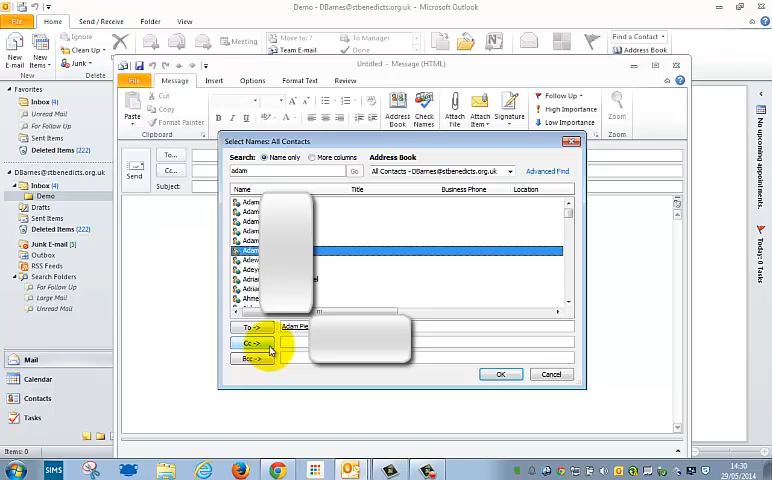 Demo - DBarnes@stbenedicts.org.uk - Microsoft Outlook
File Home Send / Receive Folder View
Ignore
Clean Up
Junk
New E-mail
New Items
New
Delete
Meeting
Move to: ?
Team E-mail
To Manager
Find a Contact
Address Book
Favorites
Inbox (4)
Unread Mail
For Follow Up
Sent Items
Deleted Items (222)
DBarnes@stbenedicts.org.uk
Inbox (4)
Demo
Drafts
Sent Items
Deleted Items (222)
Junk E-mail [5]
Outbox
RSS Feeds
Search Folders
For Follow Up
Large Mail
Unread Mail
Mail
Calendar
Contacts
Tasks
Items: 0
Untitled - Message (HTML)
File Message Insert Options Format Text Review
Paste
Cut
Copy
Format Painter
Clipboard
B I U
Address Book
Check Names
Attach File
Attach Item
Signature
Follow Up
High Importance
Low Importance
Zoom
Zoom
Send
To...
Cc...
Subject:
Select Names: All Contacts
Search: Name only More columns Address Book
adam Go All Contacts - DBarnes@stbenedicts.org.uk Advanced Find
Name Title Business Phone Location
Adam
Adam
Adam
Adam
Adam
Adam
Adew
Adey
Adria
Adria
Ahme
To -> Adam Pie
Cc ->
Bcc ->
OK Cancel
No upcoming appointments.
Today: 0 Tasks
SIMS
14:30
29/05/2014